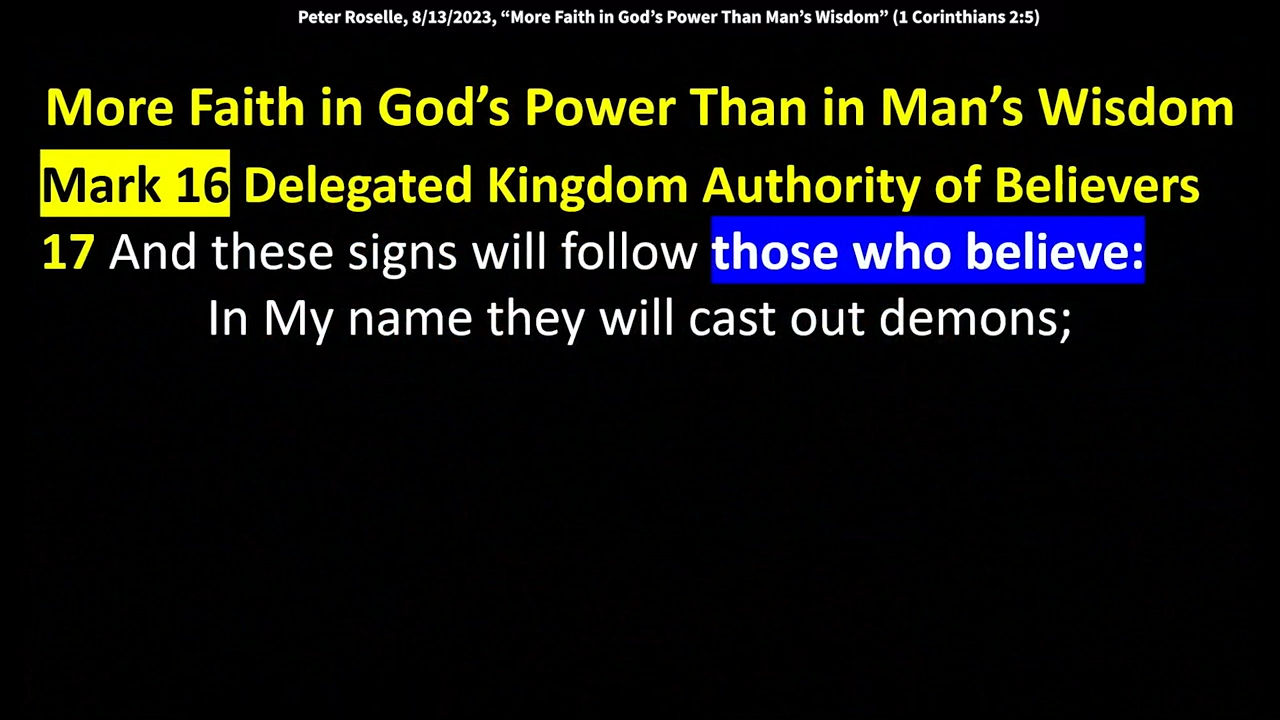 Peter Roselle, 8/13/2023, “More Faith in God’s Power Than Man’s Wisdom” (1 Corinthians 2:5)
More Faith in God’s Power Than in Man’s Wisdom
Mark 16 Delegated Kingdom Authority of Believers
17 And these signs will follow those who believe:
In My name they will cast out demons;